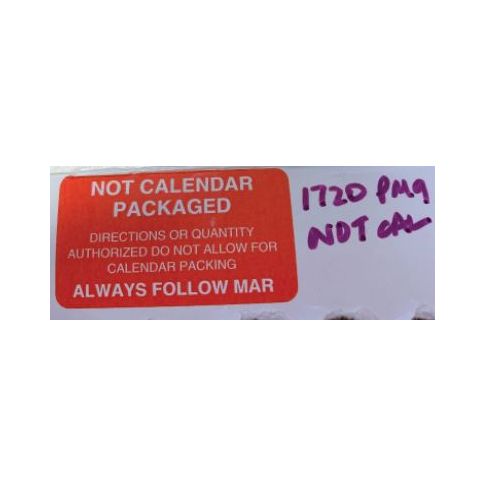 NOT CALENDAR
PACKAGED
DIRECTIONS OR QUANTITY
AUTHORIZED DO NOT ALLOW FOR
CALENDAR PACKING
ALWAYS FOLLOW MAR
1720 PM9
NOT CAL